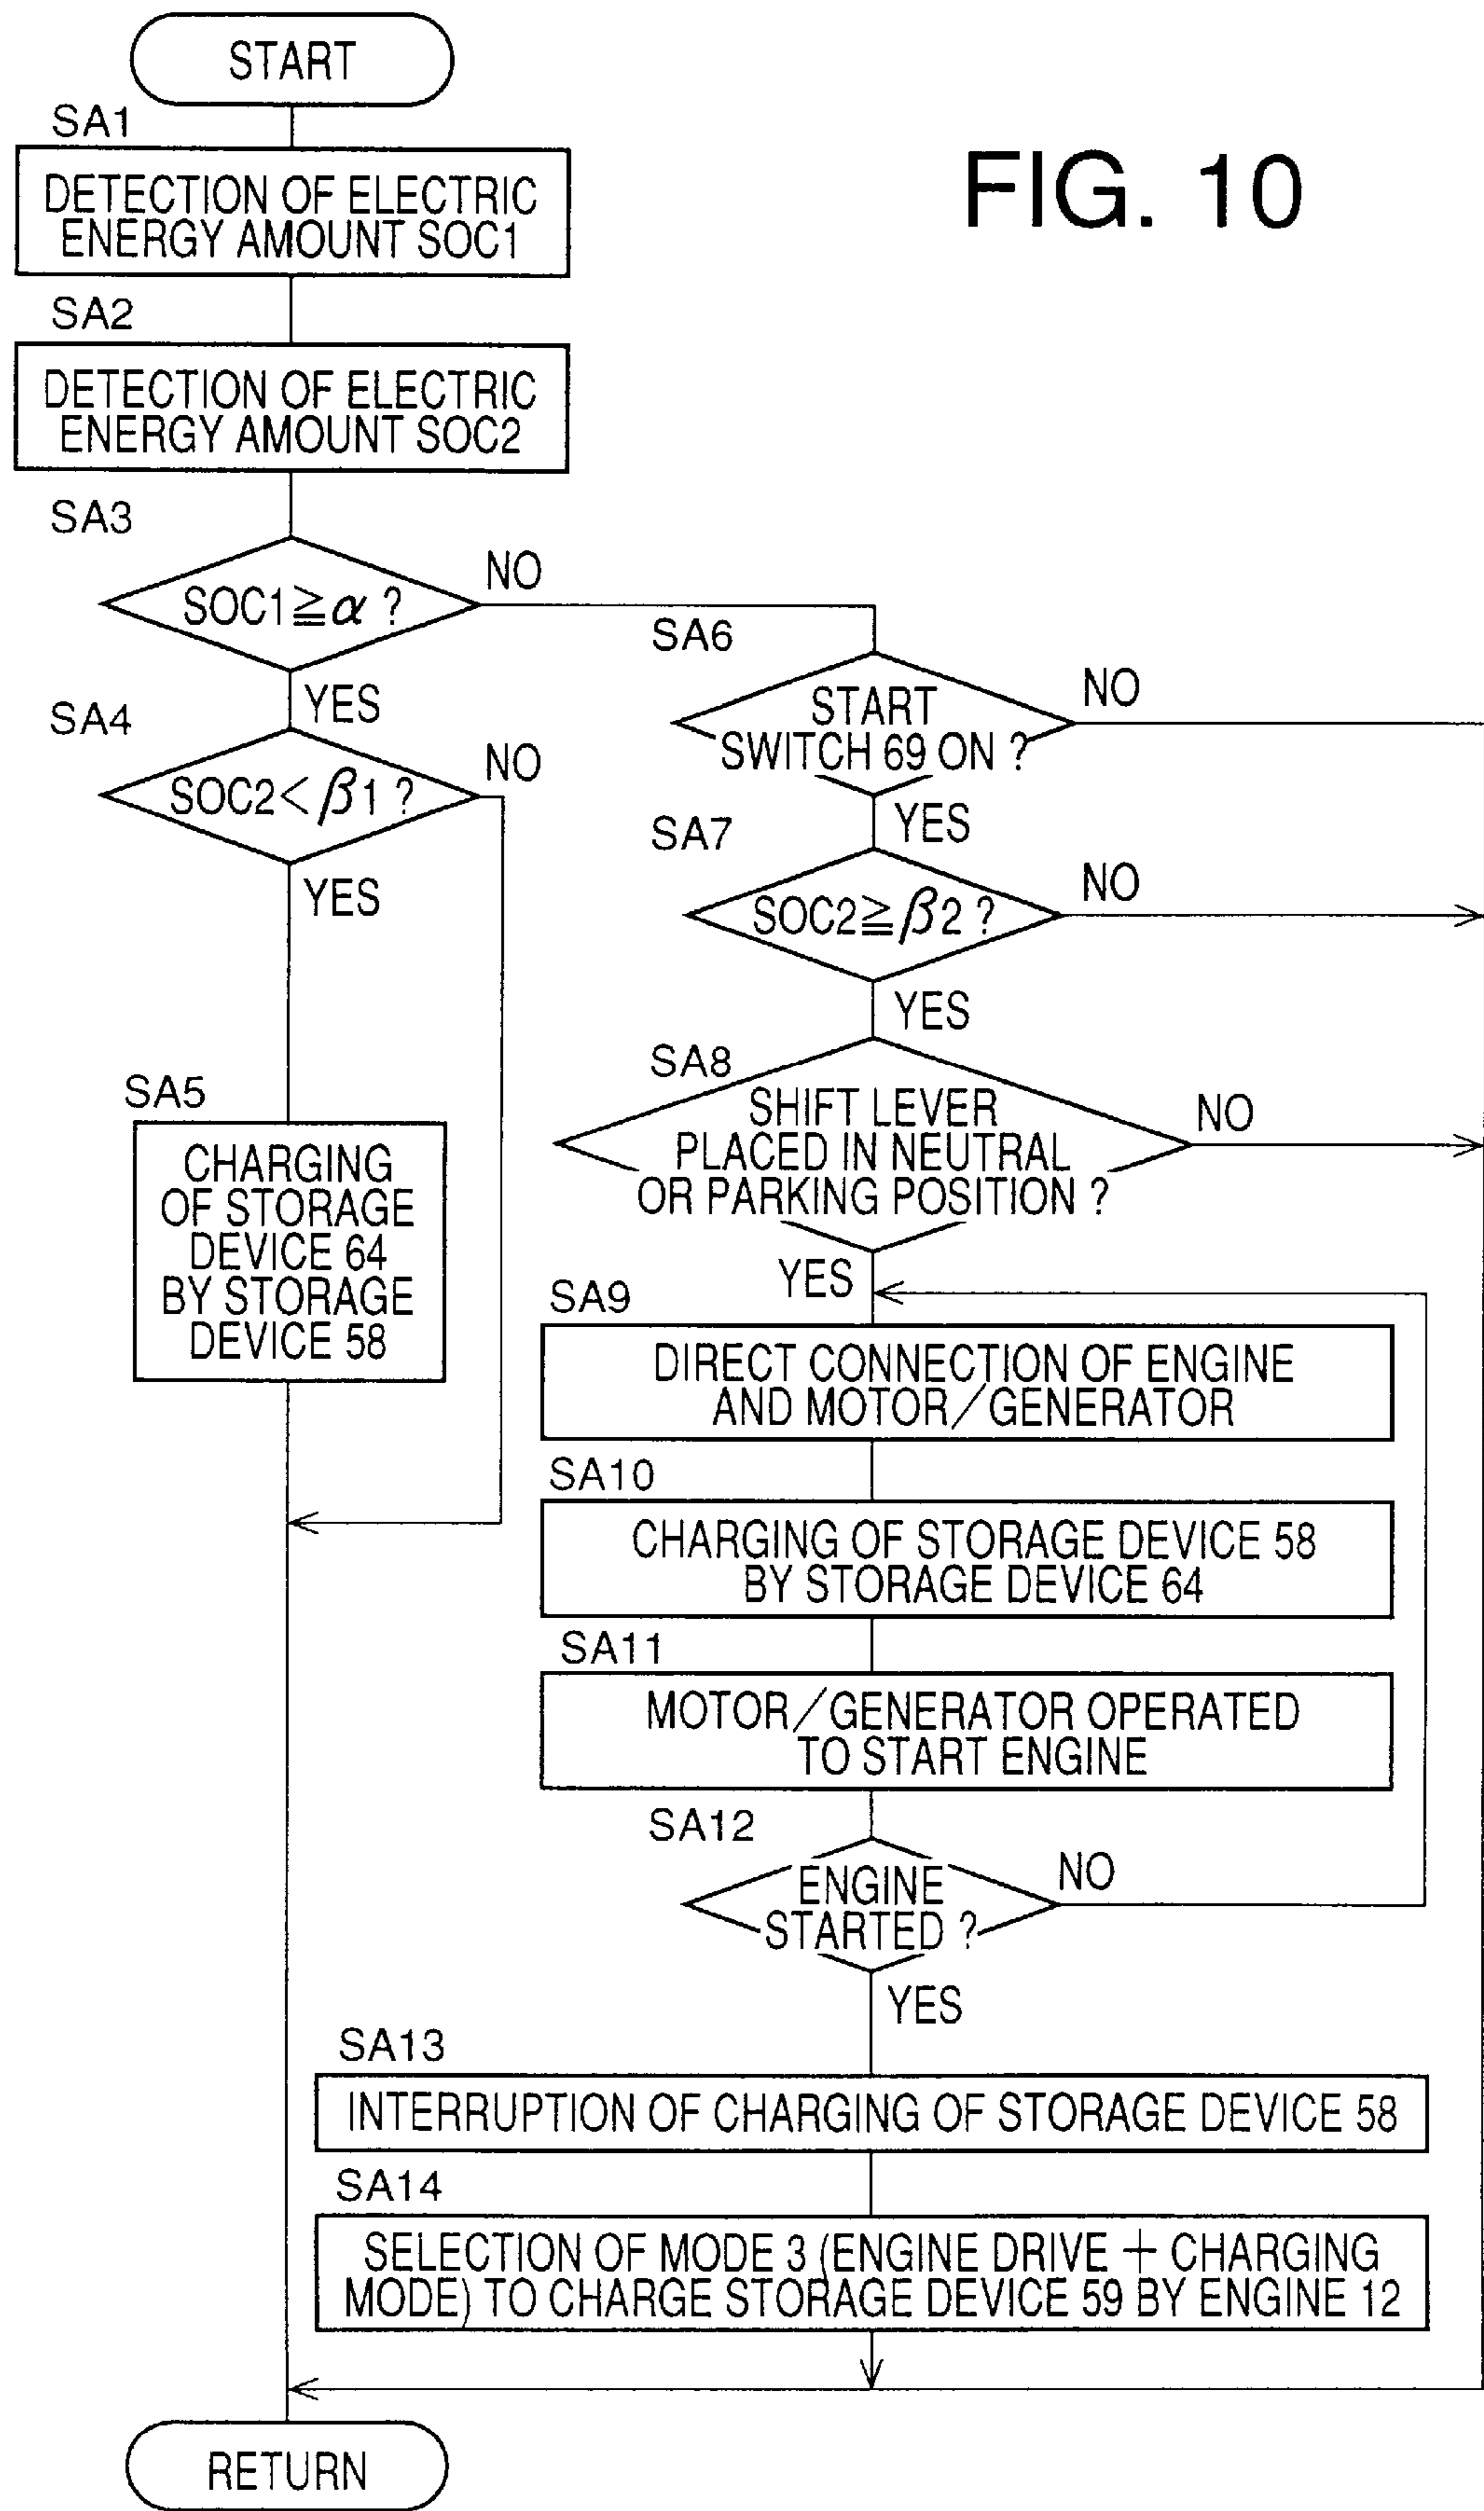 START
FIG. 10
SA1
DETECTION OF ELECTRIC
ENERGY AMOUNT SOC1
SA2
DETECTION OF ELECTRIC
ENERGY AMOUNT SOC2
SA3
SOC1≧α ?
NO
YES
SA4
SOC2<β1 ?
NO
YES
SA5
CHARGING
OF STORAGE
DEVICE 64
BY STORAGE
DEVICE 58
SA6
START
SWITCH 69 ON ?
NO
YES
SA7
SOC2≧β2 ?
NO
YES
SA8
SHIFT LEVER
PLACED IN NEUTRAL
OR PARKING POSITION ?
NO
YES
SA9
DIRECT CONNECTION OF ENGINE
AND MOTOR/GENERATOR
SA10
CHARGING OF STORAGE DEVICE 58
BY STORAGE DEVICE 64
SA11
MOTOR/GENERATOR OPERATED
TO START ENGINE
SA12
ENGINE
STARTED ?
NO
YES
SA13
INTERRUPTION OF CHARGING OF STORAGE DEVICE 58
SA14
SELECTION OF MODE 3 (ENGINE DRIVE + CHARGING
MODE) TO CHARGE STORAGE DEVICE 59 BY ENGINE 12
RETURN